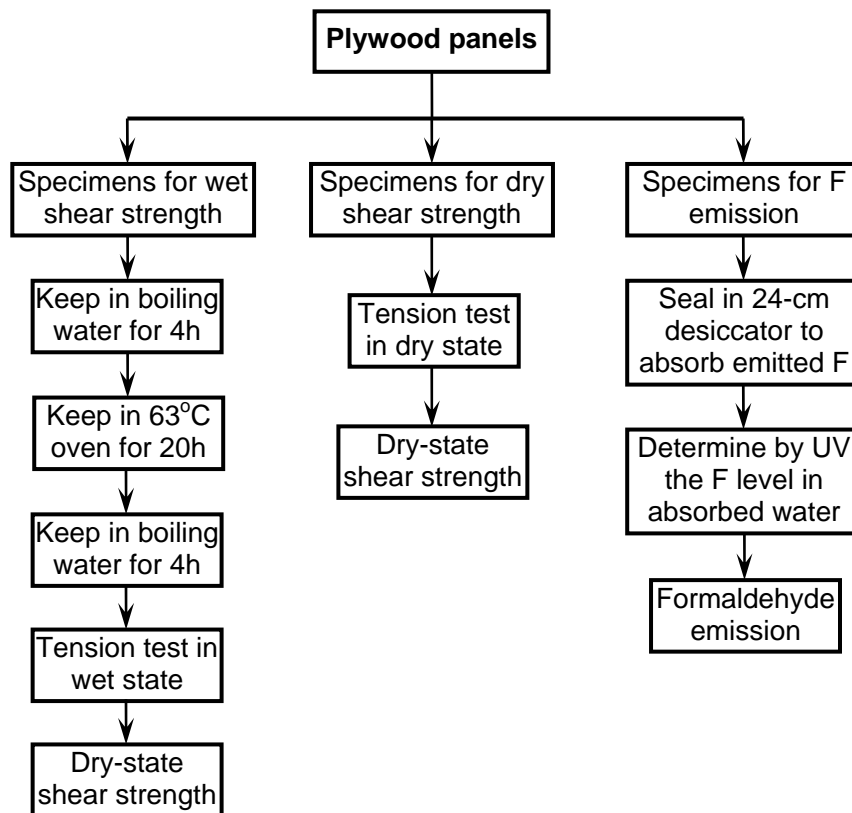 Plywood panels
Specimens for wet
shear strength
Keep in boiling
water for 4h
Keep in 63°C
oven for 20h
Keep in boiling
water for 4h
Tension test in
wet state
Dry-state
shear strength
Specimens for dry
shear strength
Tension test
in dry state
Dry-state
shear strength
Specimens for F
emission
Seal in 24-cm
desiccator to
absorb emitted F
Determine by UV
the F level in
absorbed water
Formaldehyde
emission